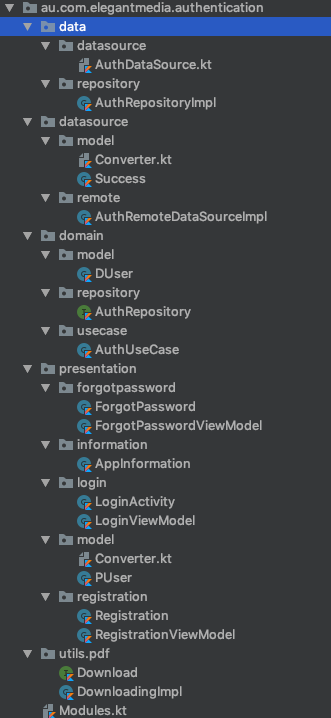 au.com.elegantmedia.authentication
data
datasource
AuthDataSource.kt
repository
AuthRepositoryImpl
datasource
model
Converter.kt
Success
remote
AuthRemoteDataSourceImpl
domain
model
DUser
repository
AuthRepository
usecase
AuthUseCase
presentation
forgotpassword
ForgotPassword
ForgotPasswordViewModel
information
AppInformation
login
LoginActivity
LoginViewModel
model
Converter.kt
PUser
registration
Registration
RegistrationViewModel
utils.pdf
Download
DownloadingImpl
Modules.kt